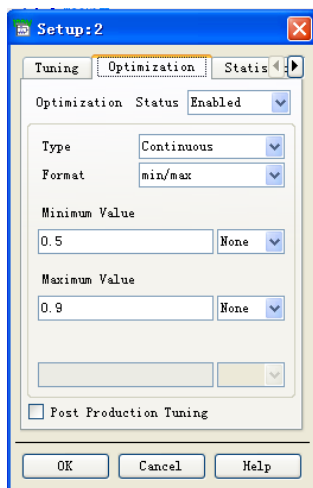 Setup:2
Tuning Optimization Statis
Optimization Status Enabled
Type Continuous
Format min/max
Minimum Value
0.5 None
Maximum Value
0.9 None
Post Production Tuning
OK Cancel Help